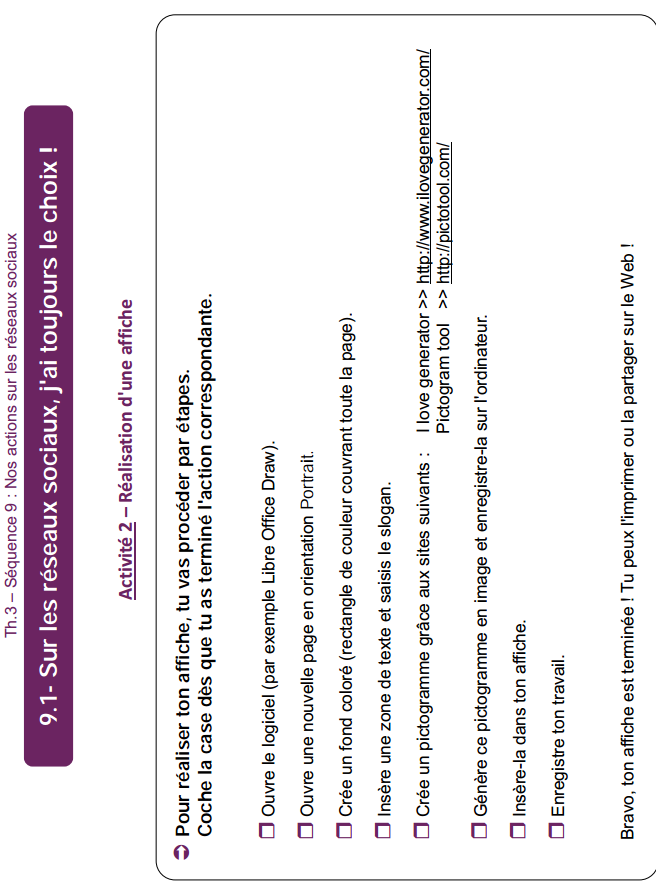 Th.3 – Séquence 9 : Nos actions sur les réseaux sociaux
9.1- Sur les réseaux sociaux, j'ai toujours le choix !
Activité 2 – Réalisation d'une affiche
➲ Pour réaliser ton affiche, tu vas procéder par étapes.
Coche la case dès que tu as terminé l'action correspondante.
❒ Ouvre le logiciel (par exemple Libre Office Draw).
❒ Ouvre une nouvelle page en orientation Portrait.
❒ Crée un fond coloré (rectangle de couleur couvrant toute la page).
❒ Insère une zone de texte et saisis le slogan.
❒ Crée un pictogramme grâce aux sites suivants : I love generator >> http://www.ilovegenerator.com/
Pictogram tool >> http://pictotool.com/
❒ Génère ce pictogramme en image et enregistre-la sur l'ordinateur.
❒ Insère-la dans ton affiche.
❒ Enregistre ton travail.
Bravo, ton affiche est terminée ! Tu peux l'imprimer ou la partager sur le Web !